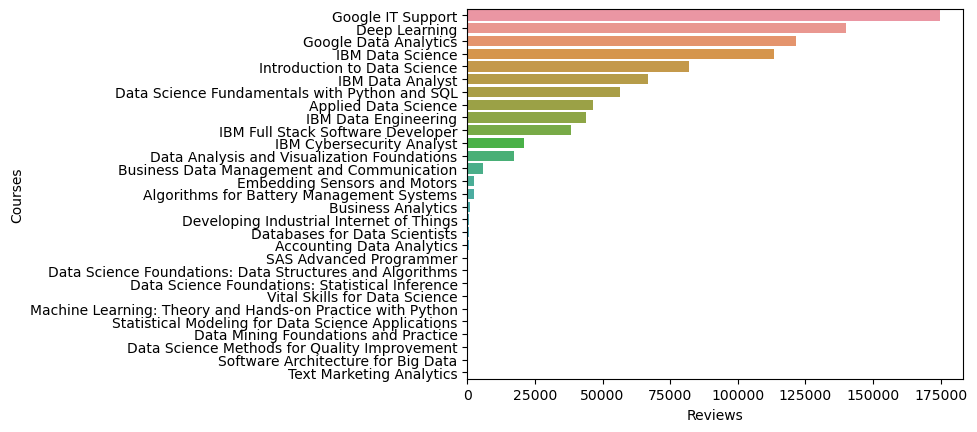 Google IT Support
Deep Learning
Google Data Analytics
IBM Data Science
Introduction to Data Science
IBM Data Analyst
Data Science Fundamentals with Python and SQL
Applied Data Science
IBM Data Engineering
IBM Full Stack Software Developer
IBM Cybersecurity Analyst
Data Analysis and Visualization Foundations
Business Data Management and Communication
Embedding Sensors and Motors
Algorithms for Battery Management Systems
Business Analytics
Developing Industrial Internet of Things
Databases for Data Scientists
Accounting Data Analytics
SAS Advanced Programmer
Data Science Foundations: Data Structures and Algorithms
Data Science Foundations: Statistical Inference
Vital Skills for Data Science
Machine Learning: Theory and Hands-on Practice with Python
Statistical Modeling for Data Science Applications
Data Mining Foundations and Practice
Data Science Methods for Quality Improvement
Software Architecture for Big Data
Text Marketing Analytics
Courses
0 25000 50000 75000 100000 125000 150000 175000
Reviews